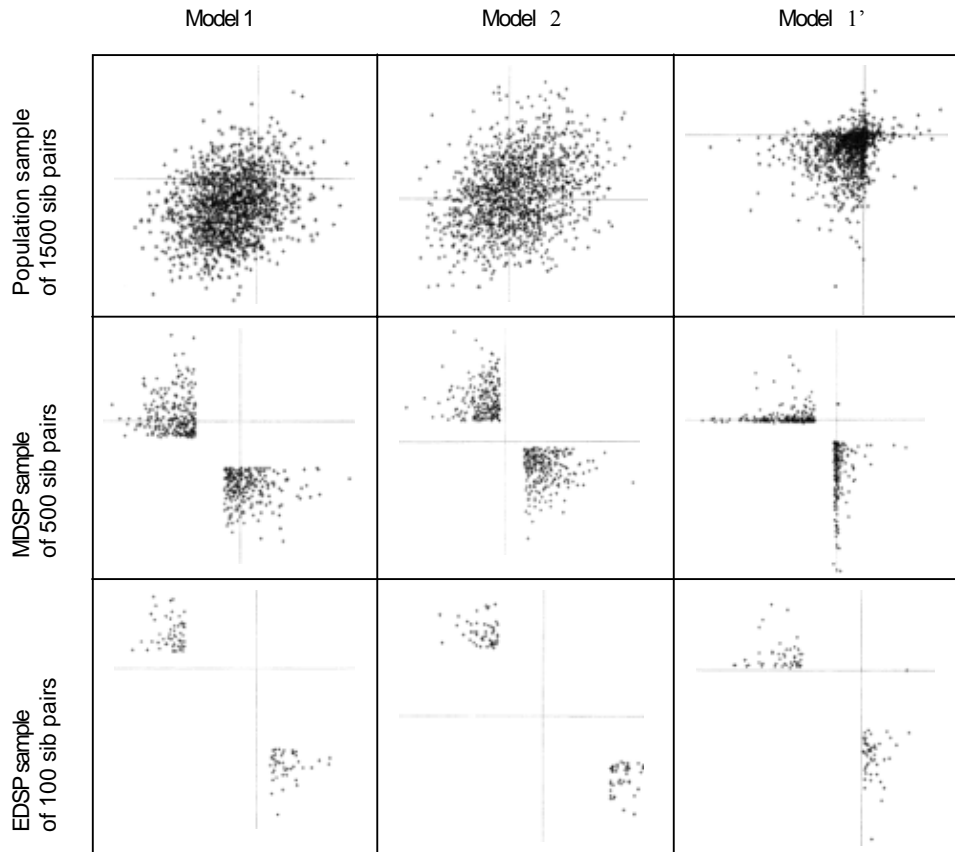 Model 1
Model 2
Model 1’
Population sample
of 1500 sib pairs
MDSP sample
of 500 sib pairs
EDSP sample
of 100 sib pairs